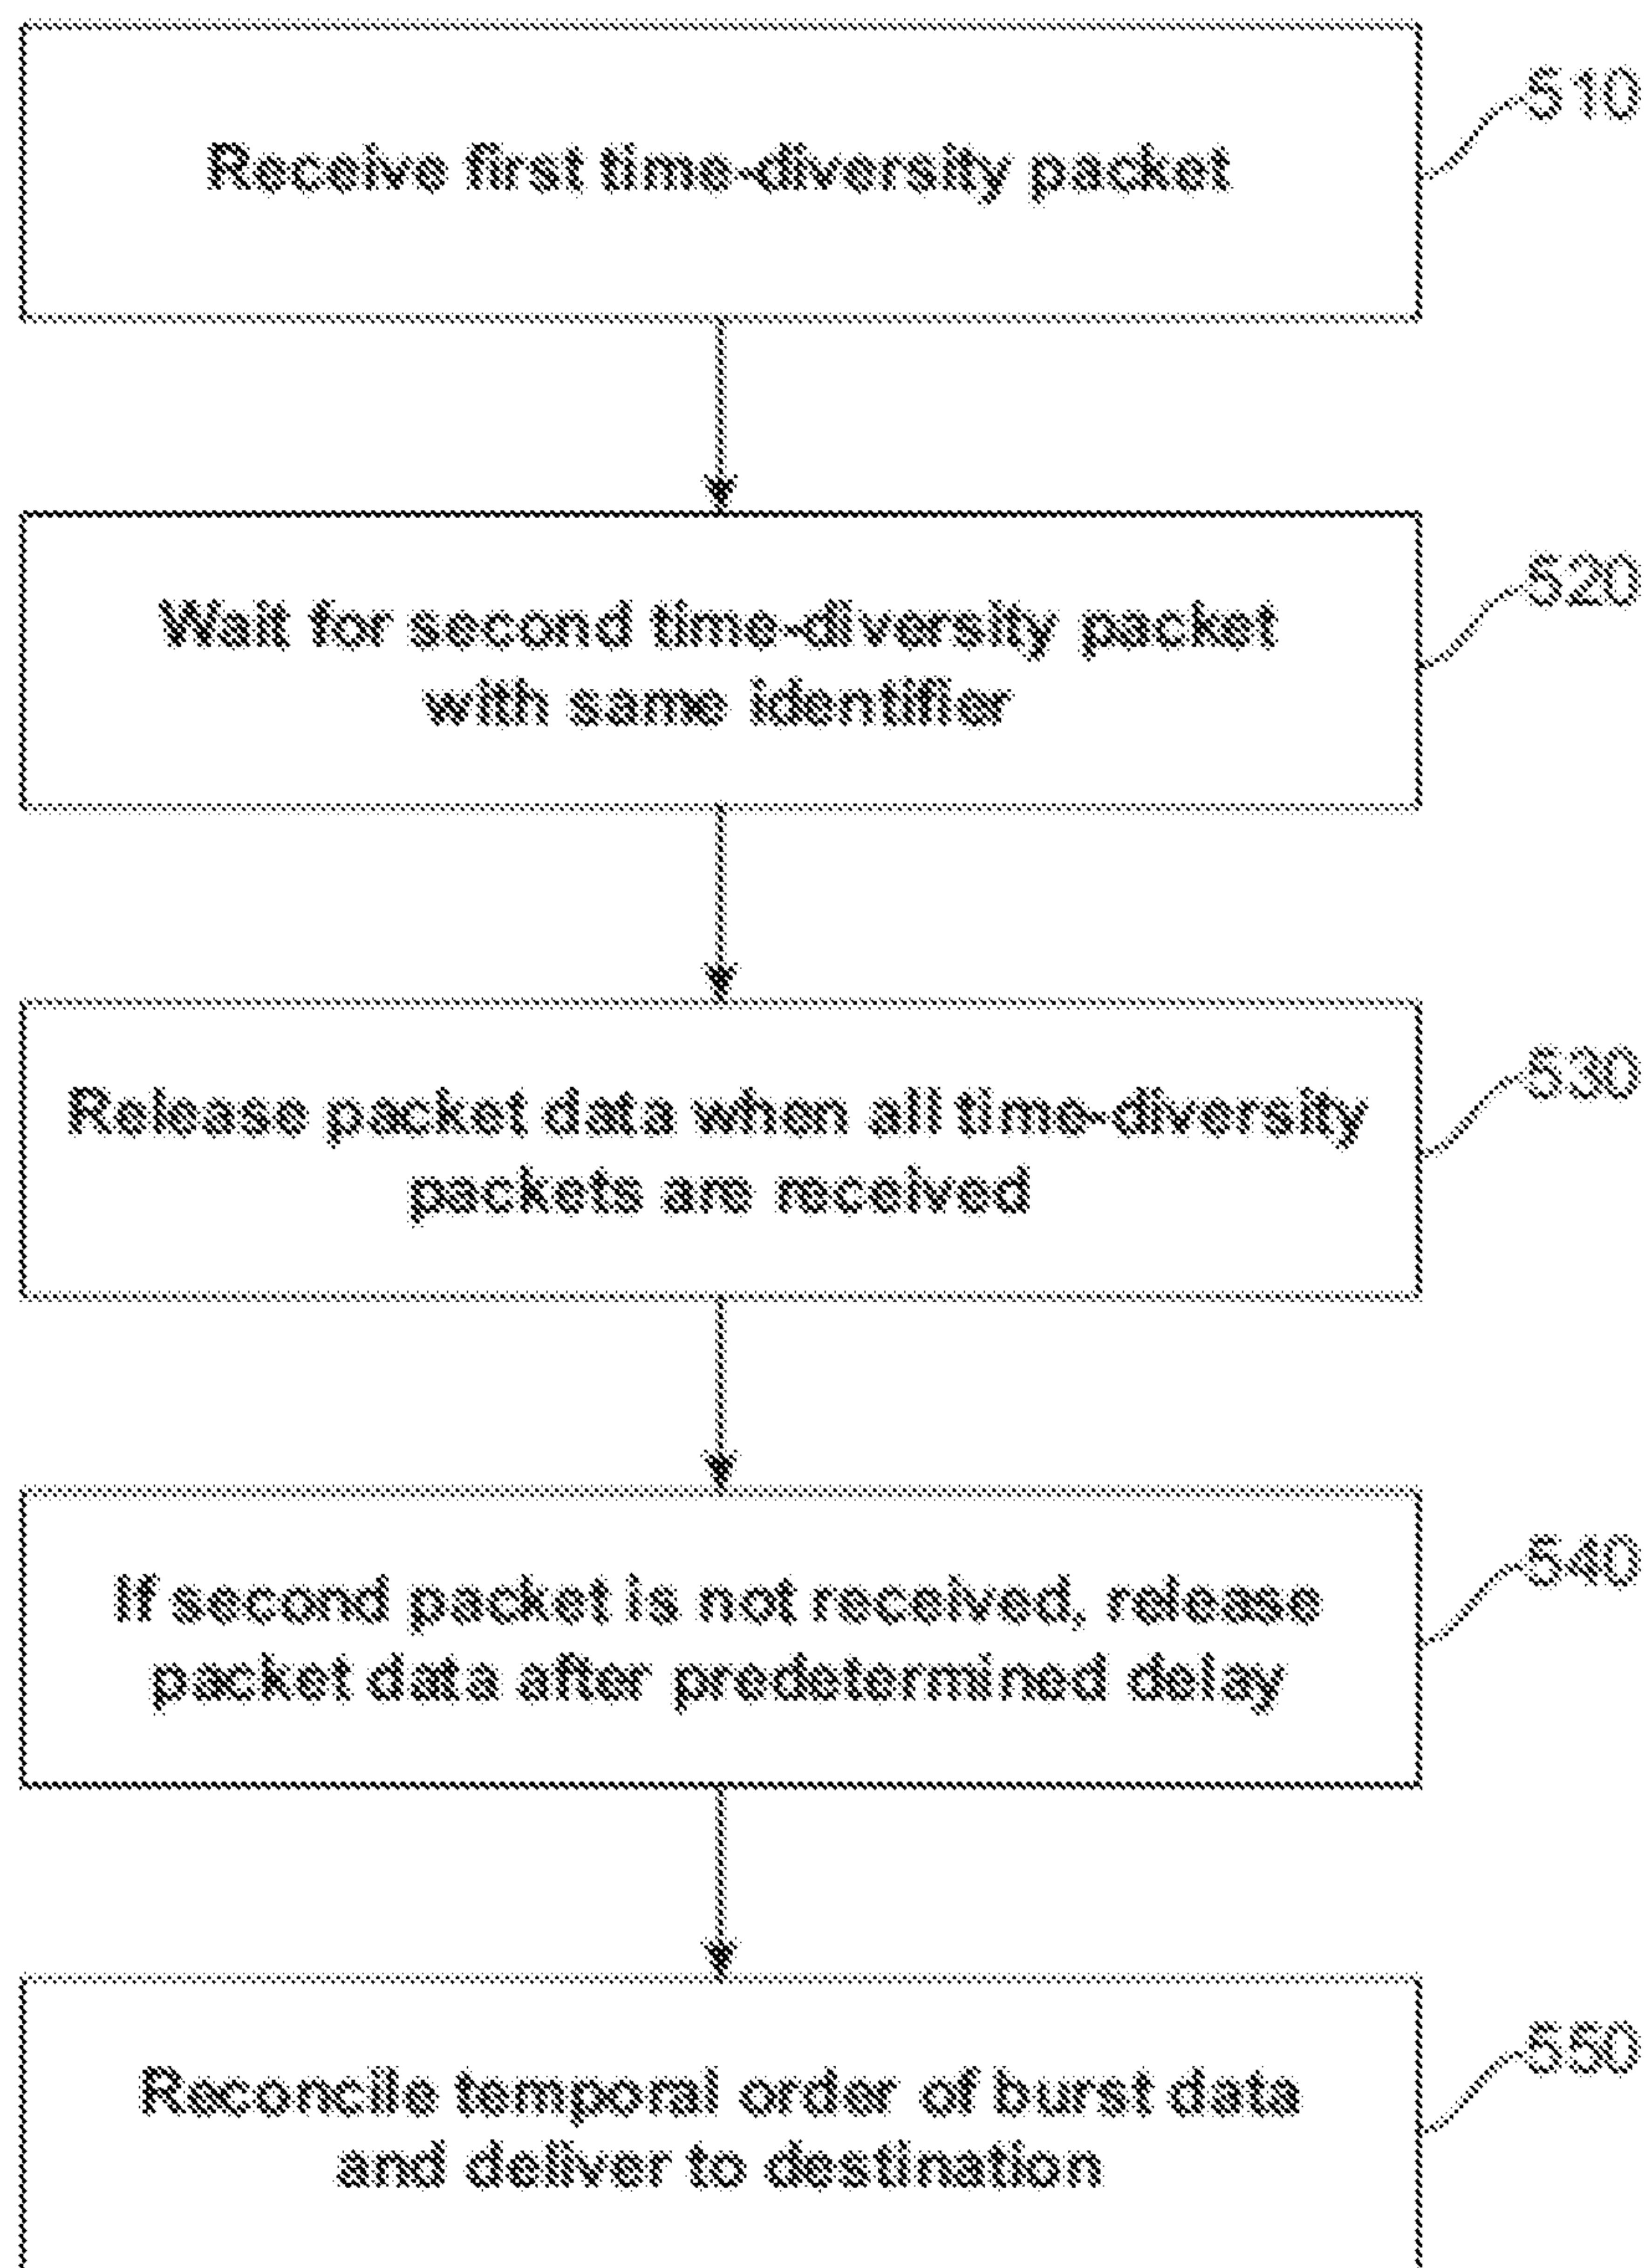 Receive first time-diversity packet
510
Wait for second time-diversity packet
with same identifier
520
Release packet data when all time-diversity
packets are received
530
If second packet is not received, release
packet data after predetermined delay
540
Reconcile temporal order of burst data
and deliver to destination
550